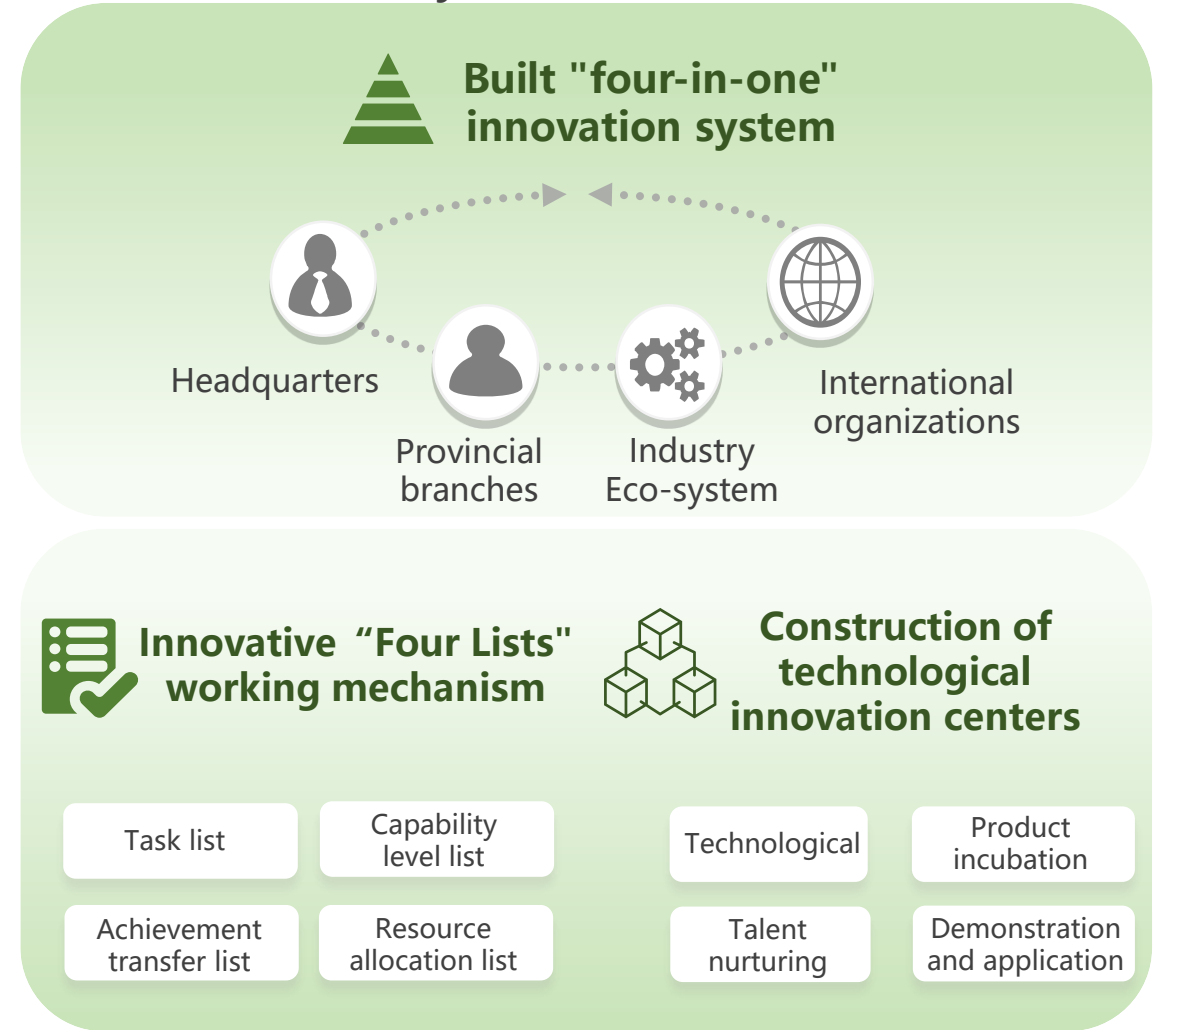 Built "four-in-one"
innovation system
Headquarters
Provincial
branches
Industry
Eco-system
International
organizations
Innovative “Four Lists"
working mechanism
Task list
Capability
level list
Achievement
transfer list
Resource
allocation list
Construction of
technological
innovation centers
Technological
Product
incubation
Talent
nurturing
Demonstration
and application